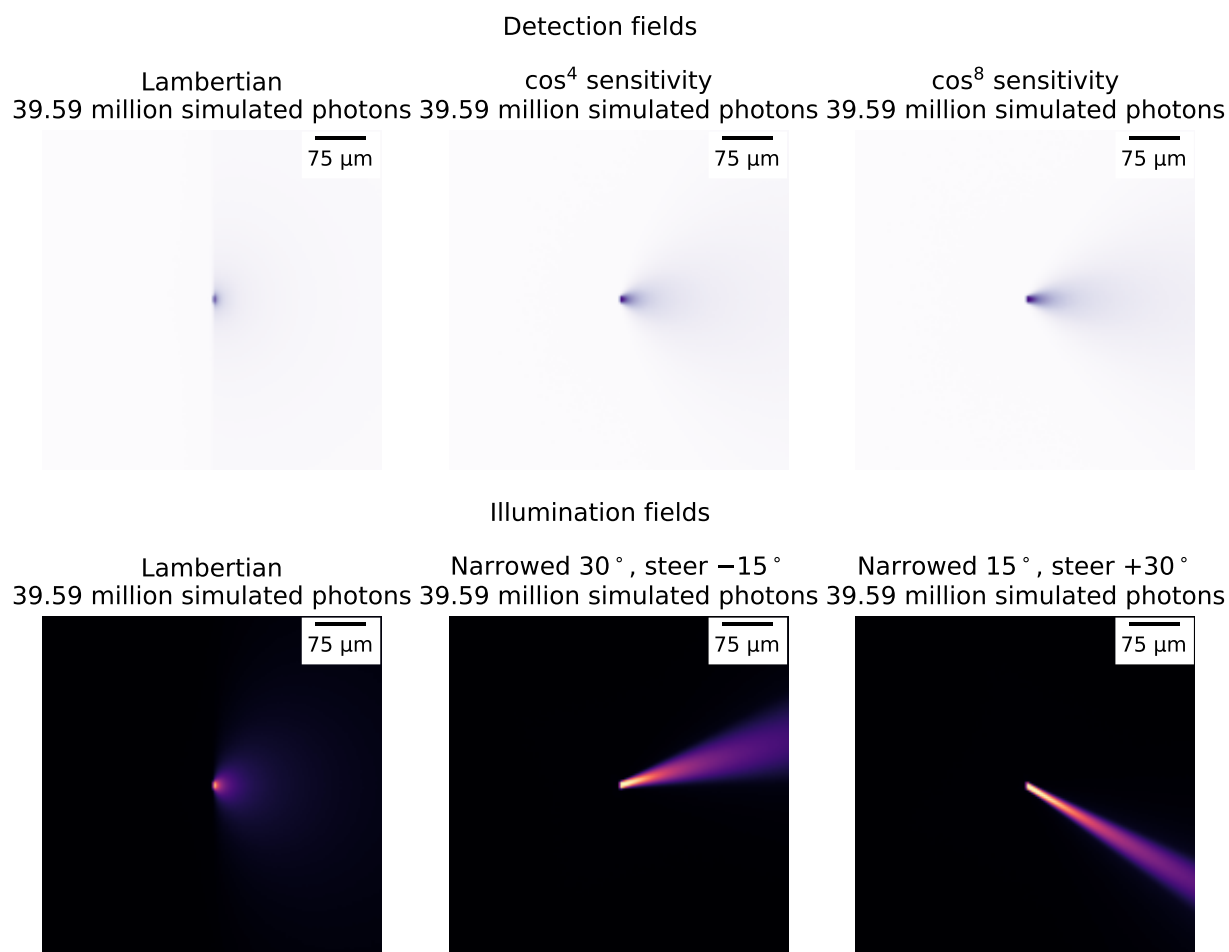 Detection fields
Lambertian
39.59 million simulated photons
cos⁴ sensitivity
39.59 million simulated photons
cos⁸ sensitivity
39.59 million simulated photons
75 µm
75 µm
75 µm
Illumination fields
Lambertian
39.59 million simulated photons
Narrowed 30°, steer −15°
39.59 million simulated photons
Narrowed 15°, steer +30°
39.59 million simulated photons
75 µm
75 µm
75 µm